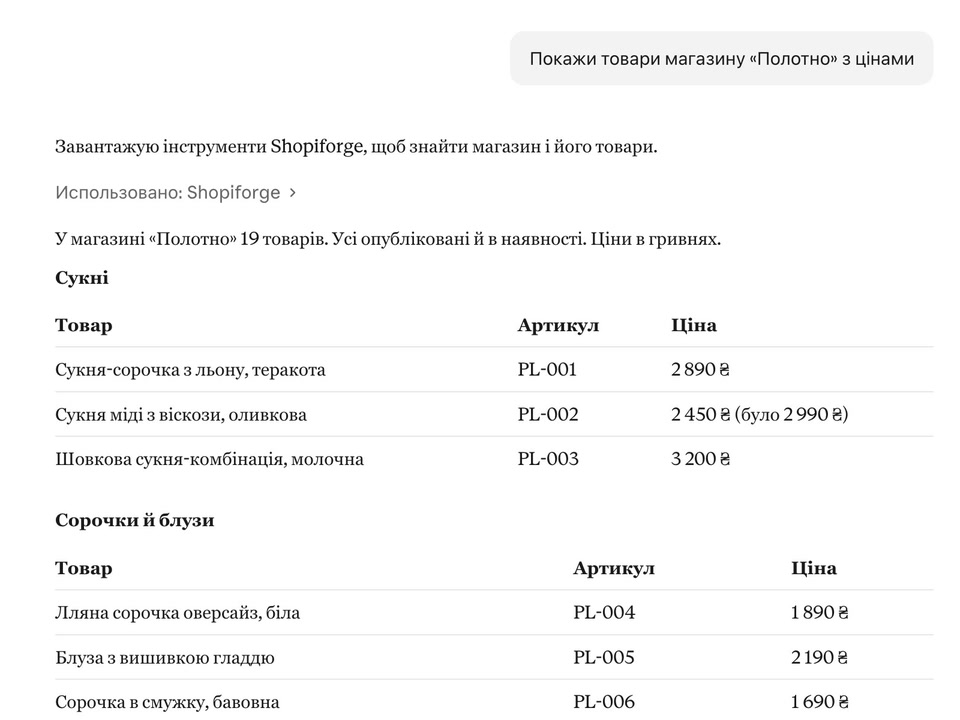 Покажи товари магазину «Полотно» з цінами
Завантажую інструменти Shopiforge, щоб знайти магазин і його товари.
Использовано: Shopiforge >
У магазині «Полотно» 19 товарів. Усі опубліковані й в наявності. Ціни в гривнях.
Сукні
Товар Артикул Ціна
Сукня-сорочка з льону, теракота PL-001 2 890 ₴
Сукня міді з віскози, оливкова PL-002 2 450 ₴ (було 2 990 ₴)
Шовкова сукня-комбінація, молочна PL-003 3 200 ₴
Сорочки й блузи
Товар Артикул Ціна
Лляна сорочка оверсайз, біла PL-004 1 890 ₴
Блуза з вишивкою гладдю PL-005 2 190 ₴
Сорочка в смужку, бавовна PL-006 1 690 ₴